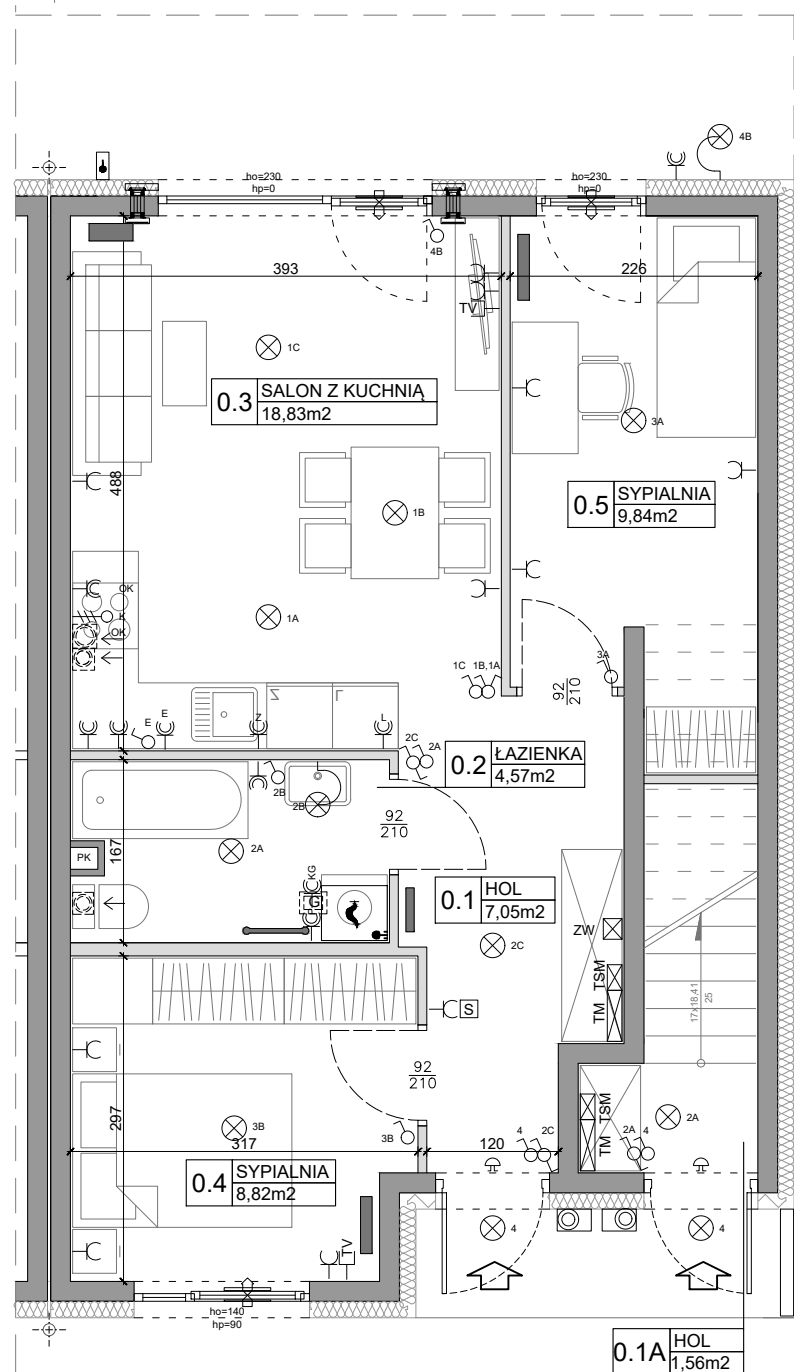 4B
ho=230
hp=0
ho=230
hp=0
4B
393
226
TV
1C
0.3 SALON Z KUCHNIĄ
18,83m2
3A
488
1B
0.5 SYPIALNIA
9,84m2
OK
K
OK
1A
1C 1B,1A
3A
92
210
E E Z L
2C
2A
0.2 ŁAZIENKA
4,57m2
2B
2B
92
210
2A
167
PK
KG
G
P
0.1 HOL
7,05m2
ZW
2C
TM TSM
17x18,41
25
S
92
210
297
3B
317
3B
120
4 2C
TM TSM
2A
2A 4
0.4 SYPIALNIA
8,82m2
TV
4
4
ho=140
hp=90
0.1A HOL
1,56m2